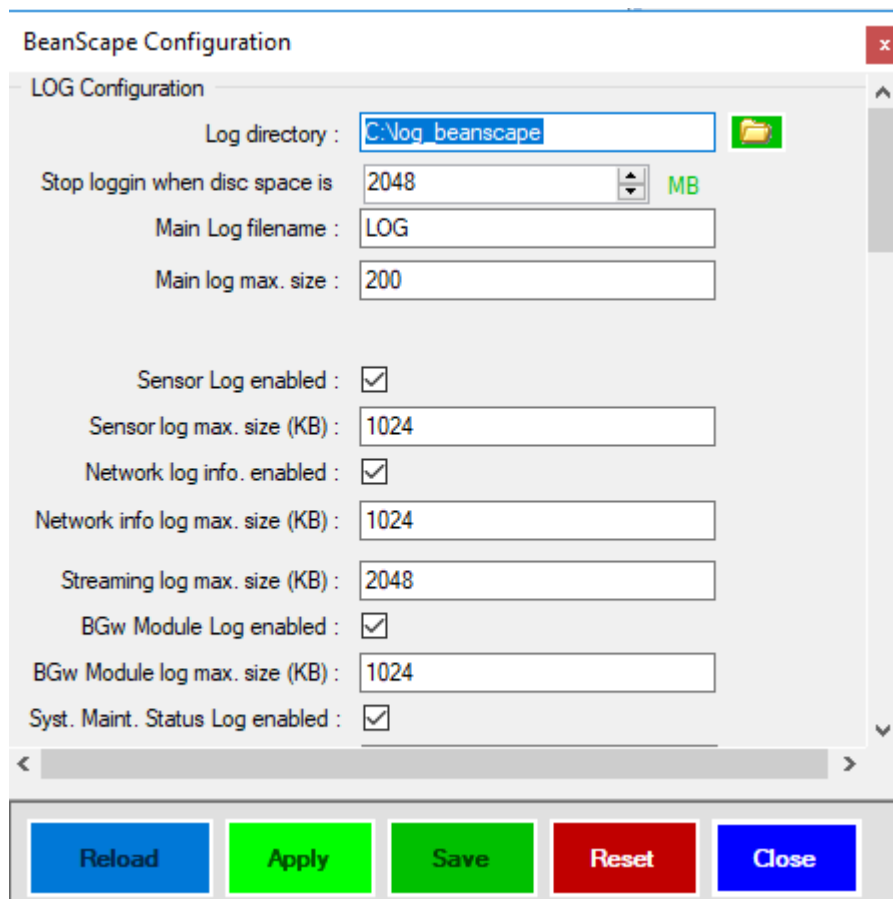 BeanScape Configuration
x
LOG Configuration
Log directory : C:\log_beanscape
Stop loggin when disc space is 2048 MB
Main Log filename : LOG
Main log max. size : 200
Sensor Log enabled :
Sensor log max. size (KB) : 1024
Network log info. enabled :
Network info log max. size (KB) : 1024
Streaming log max. size (KB) : 2048
BGw Module Log enabled :
BGw Module log max. size (KB) : 1024
Syst. Maint. Status Log enabled :
Reload Apply Save Reset Close